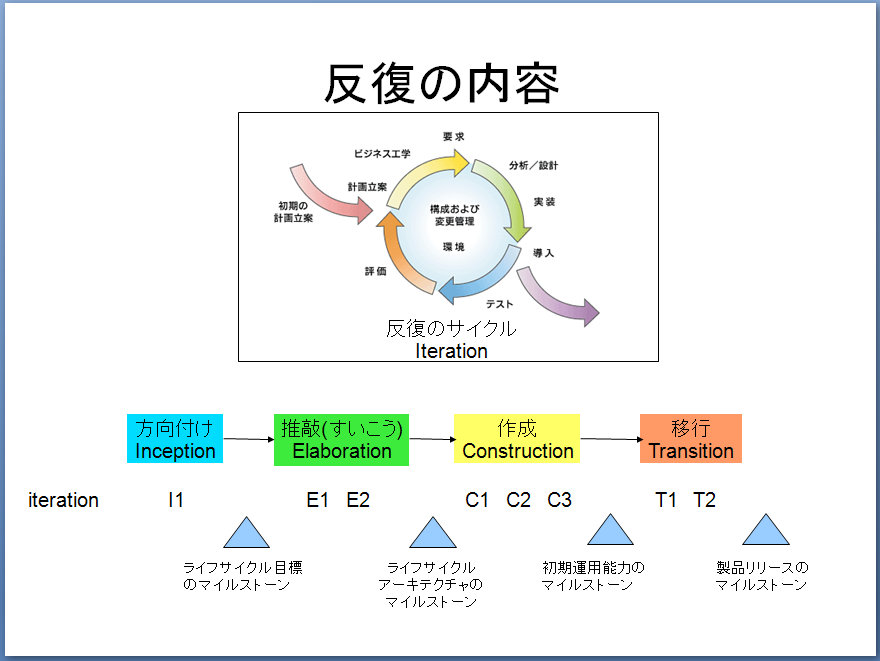 反復の内容
要求
ビジネス工学
分析／設計
計画立案
実装
初期の
計画立案
構成および
変更管理
環境
導入
評価
テスト
反復のサイクル
Iteration
方向付け
Inception
推敲(すいこう)
Elaboration
作成
Construction
移行
Transition
iteration I1 E1 E2 C1 C2 C3 T1 T2
ライフサイクル目標
のマイルストーン
ライフサイクル
アーキテクチャの
マイルストーン
初期運用能力の
マイルストーン
製品リリースの
マイルストーン